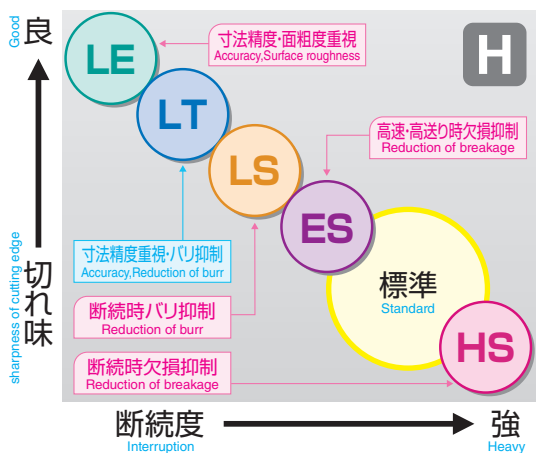 良
Good
切れ味
sharpness of cutting edge
LE
寸法精度・面粗度重視
Accuracy,Surface roughness
H
LT
高速・高送り時欠損抑制
Reduction of breakage
LS
ES
寸法精度重視・バリ抑制
Accuracy,Reduction of burr
標準
Standard
断続時バリ抑制
Reduction of burr
HS
断続時欠損抑制
Reduction of breakage
断続度
Interruption
強
Heavy